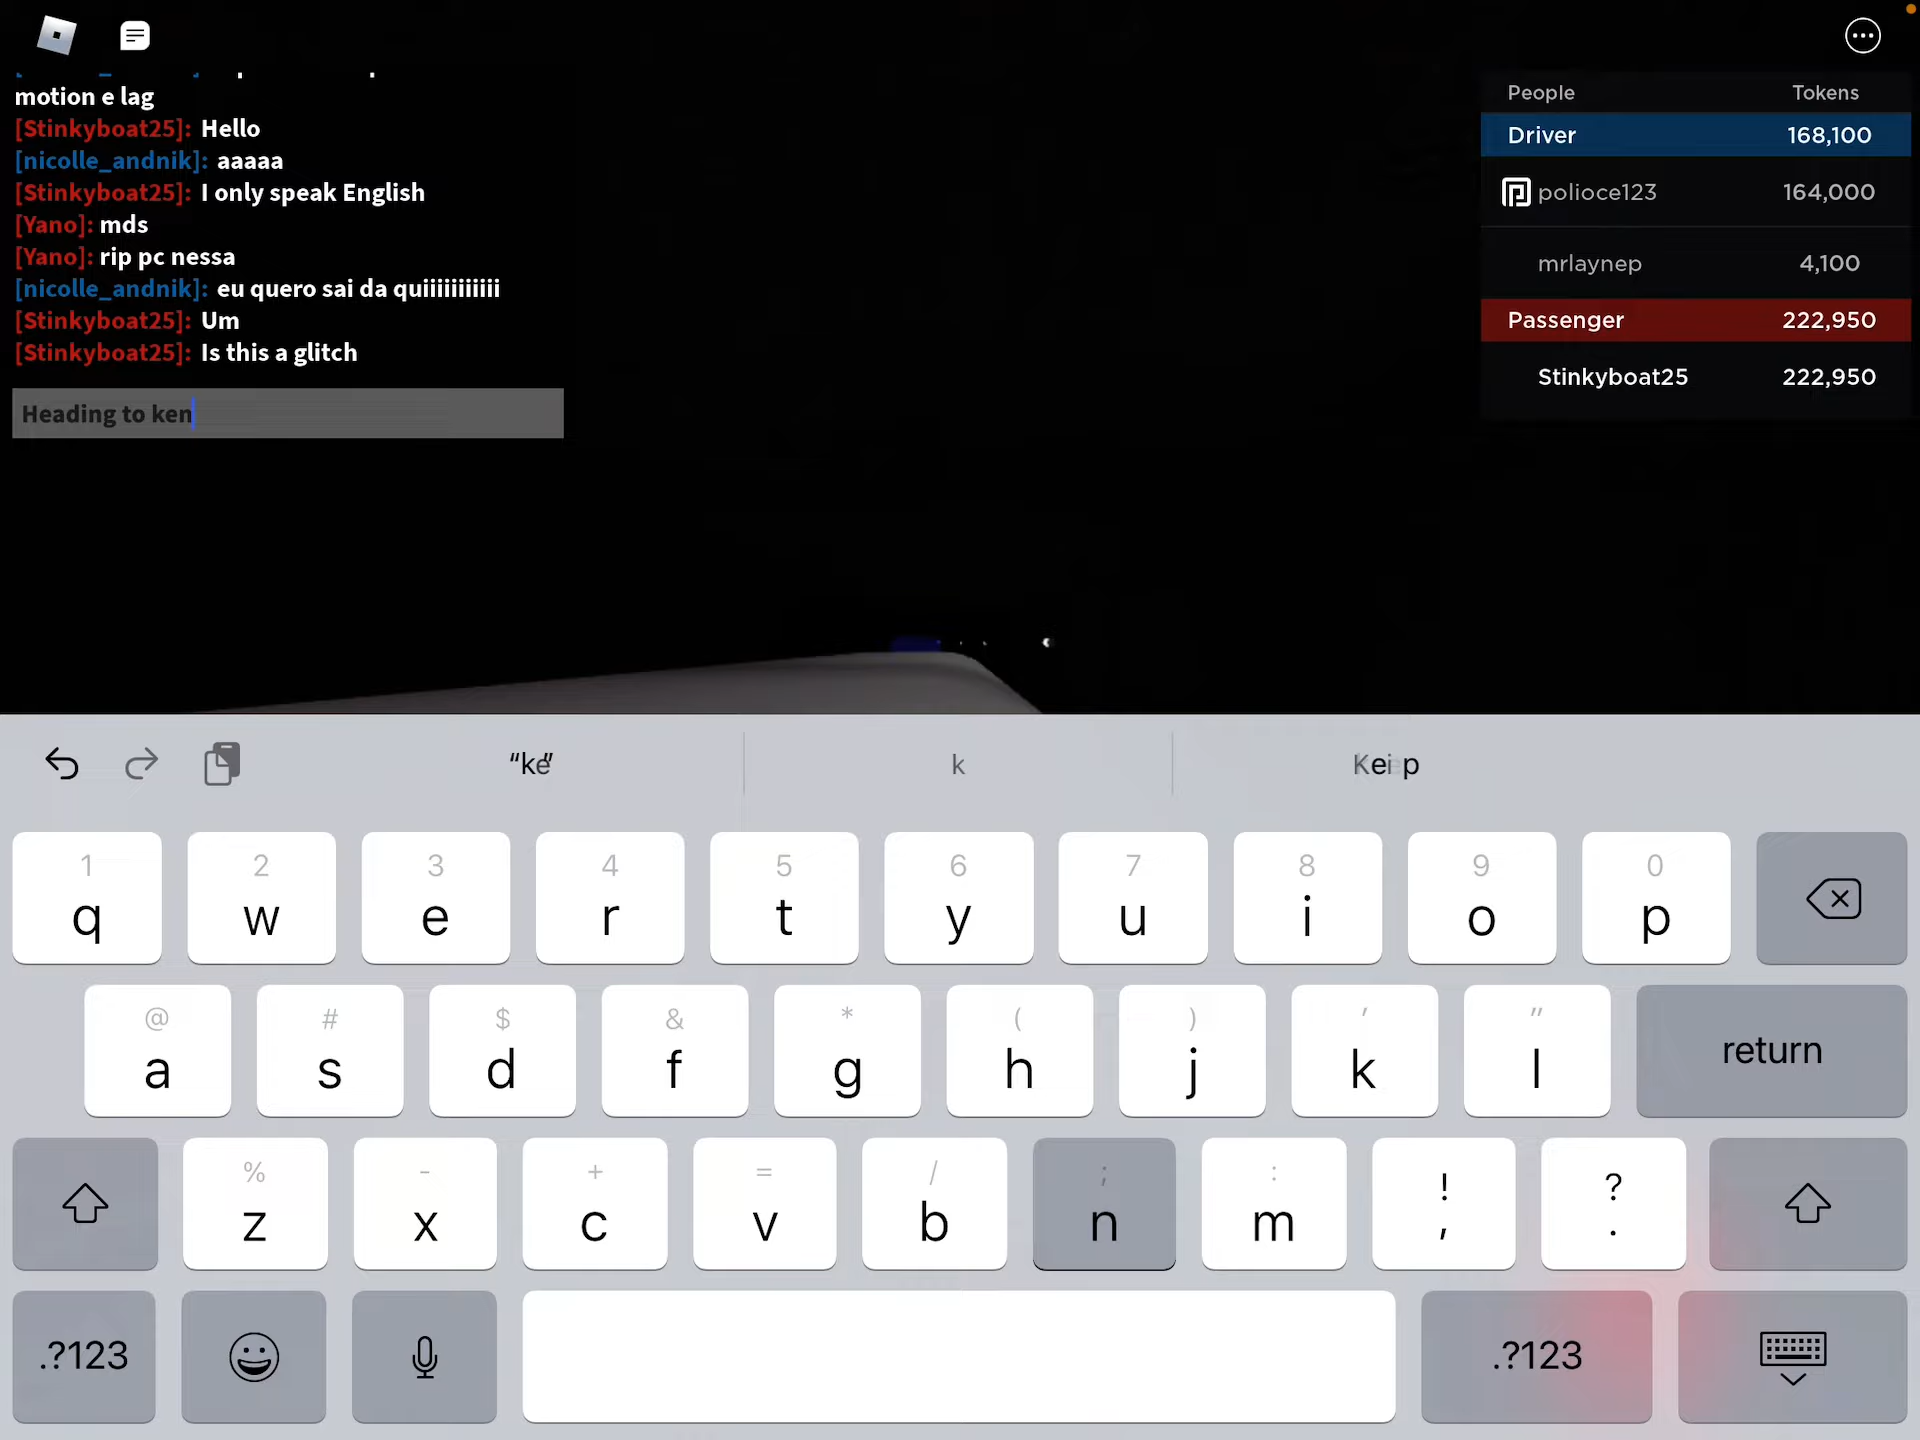 motion e lag
[Stinkyboat25]: Hello
[nicolle_andnik]: aaaaa
[Stinkyboat25]: I only speak English
[Yano]: mds
[Yano]: rip pc nessa
[nicolle_andnik]: eu quero sai da quiiiiiiiiiii
[Stinkyboat25]: Um
[Stinkyboat25]: Is this a glitch
Heading to ken
People Tokens
Driver 168,100
polioce123 164,000
mrlaynep 4,100
Passenger 222,950
Stinkyboat25 222,950
“ke” k
1 2 3 4 5 6 7 8 9 0
q w e r t y u i o p
@ # $ & * ( ) ' "
a s d f g h j k l return
% - + = / ; : ! ?
z x c v b n m , .
.?123 .?123